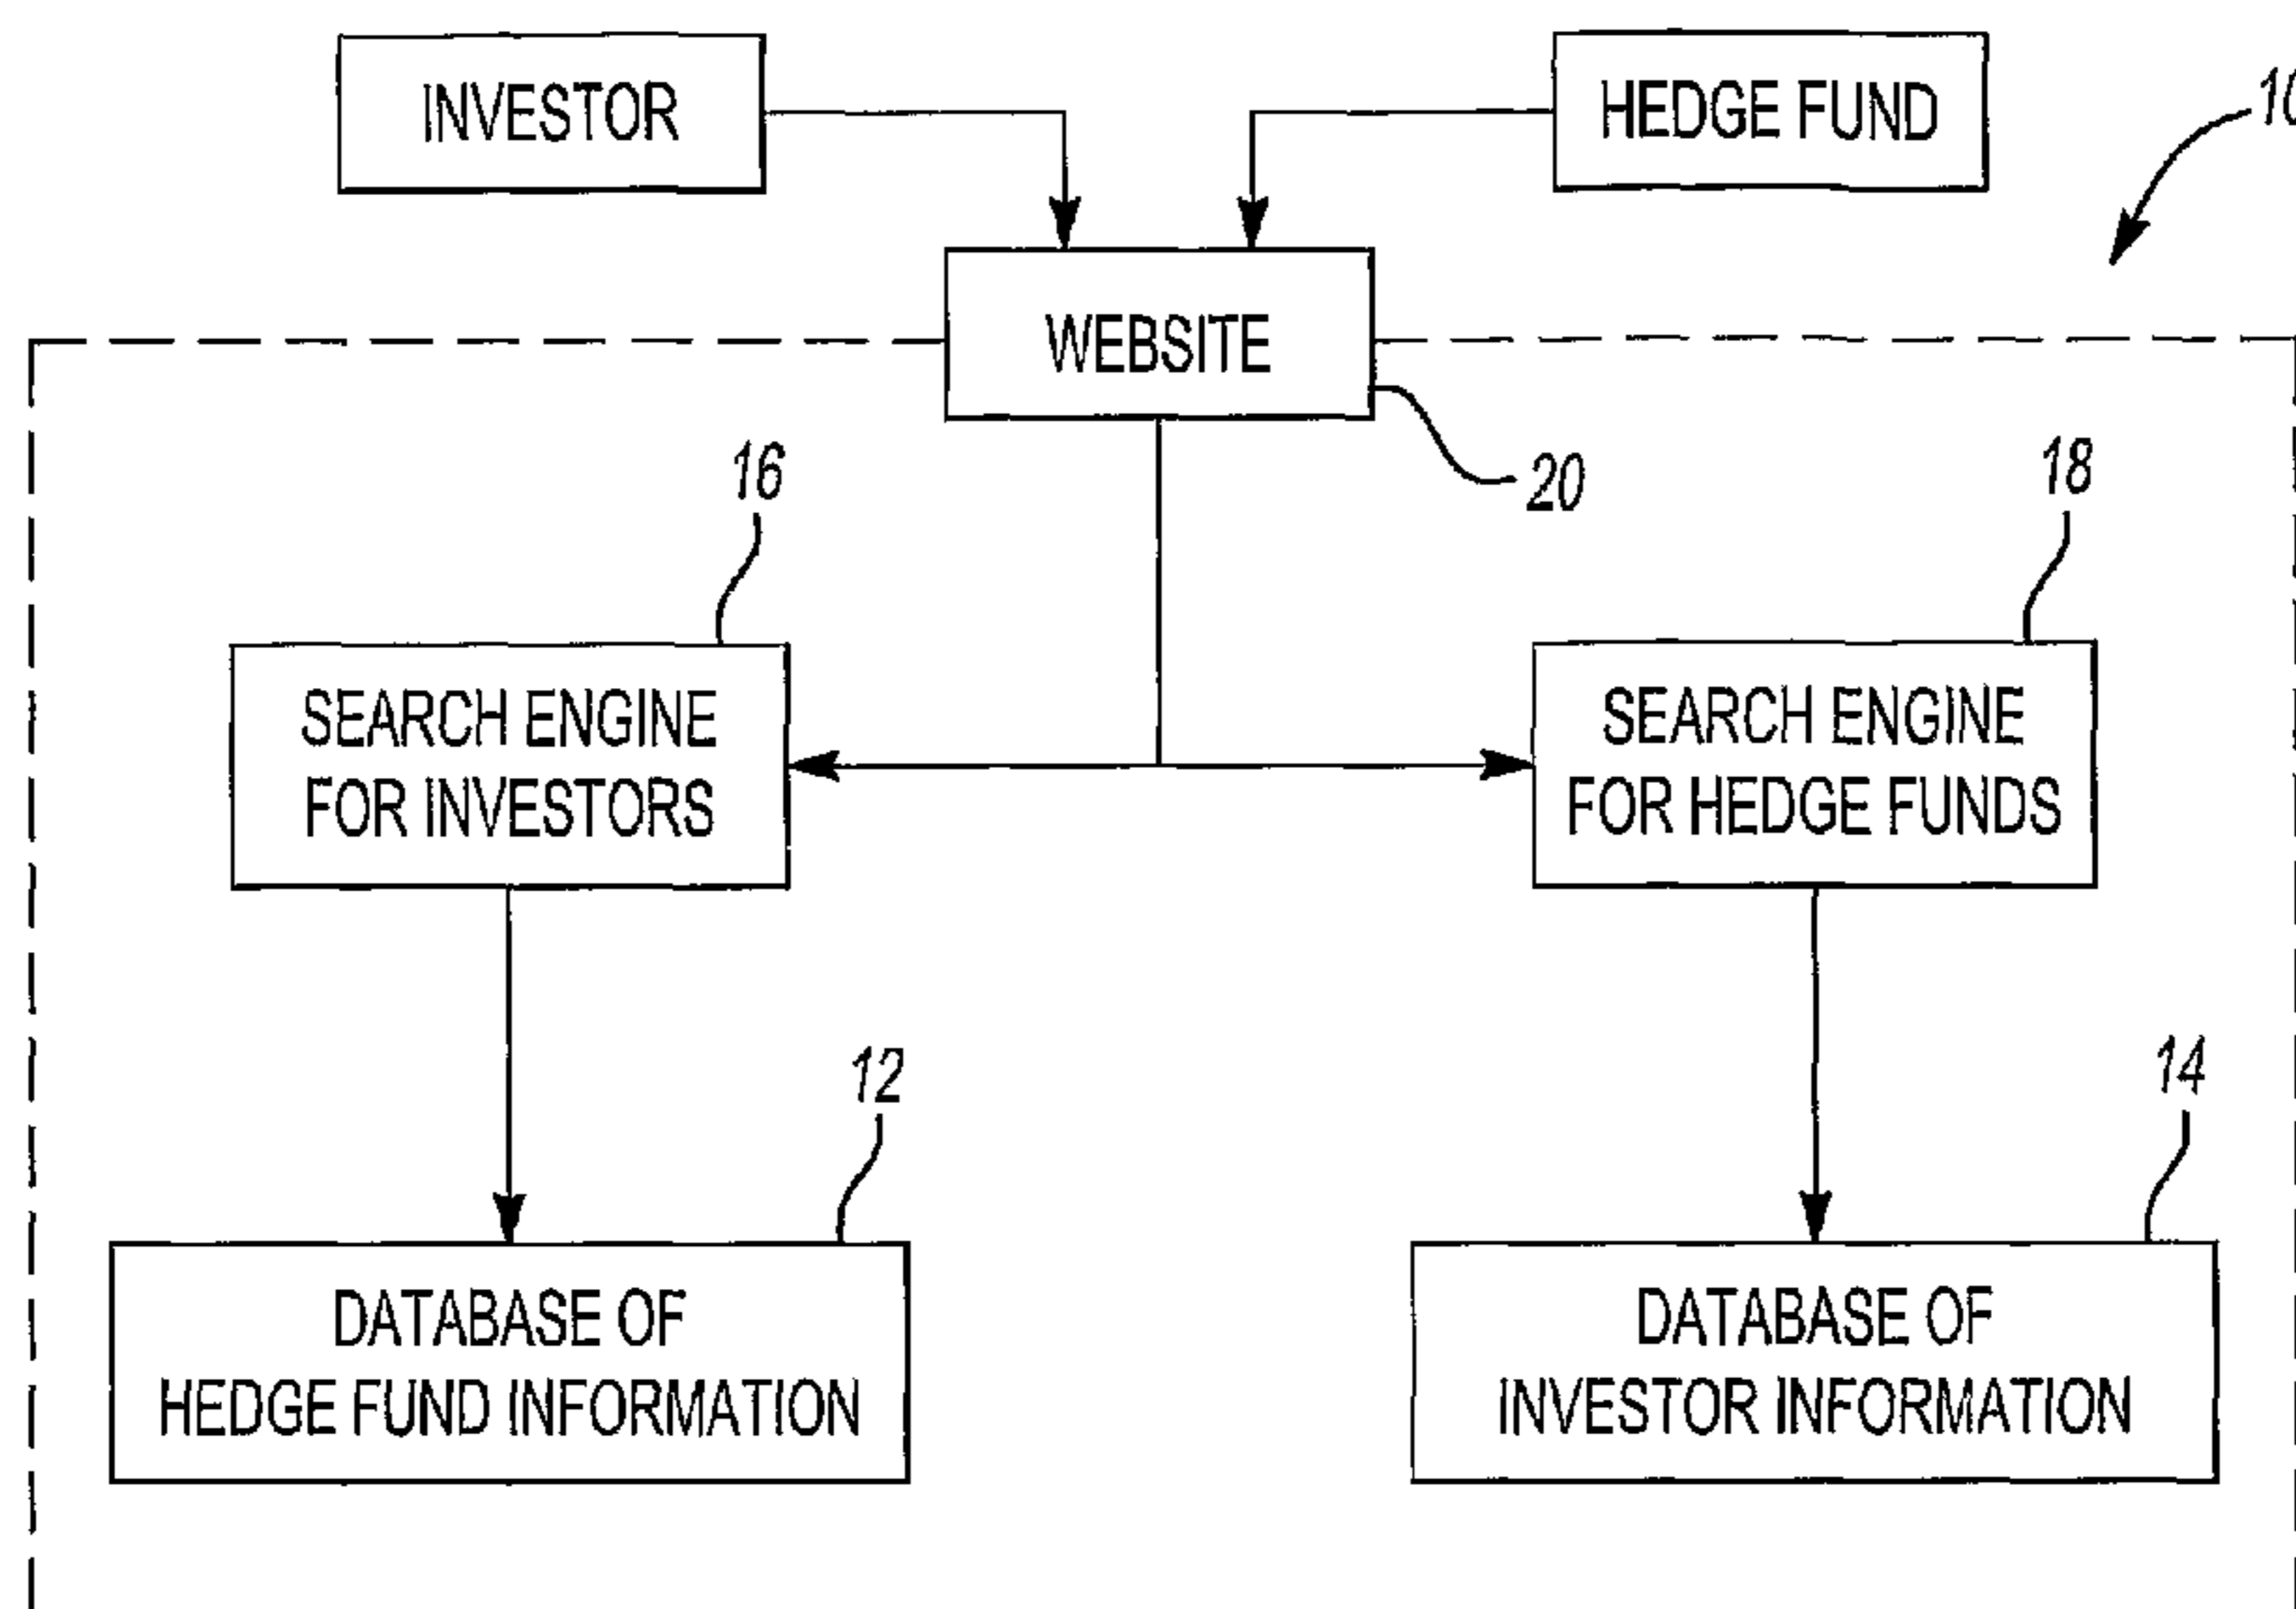 INVESTOR
HEDGE FUND
10
WEBSITE
20
16
18
SEARCH ENGINE
FOR INVESTORS
SEARCH ENGINE
FOR HEDGE FUNDS
12
14
DATABASE OF
HEDGE FUND INFORMATION
DATABASE OF
INVESTOR INFORMATION